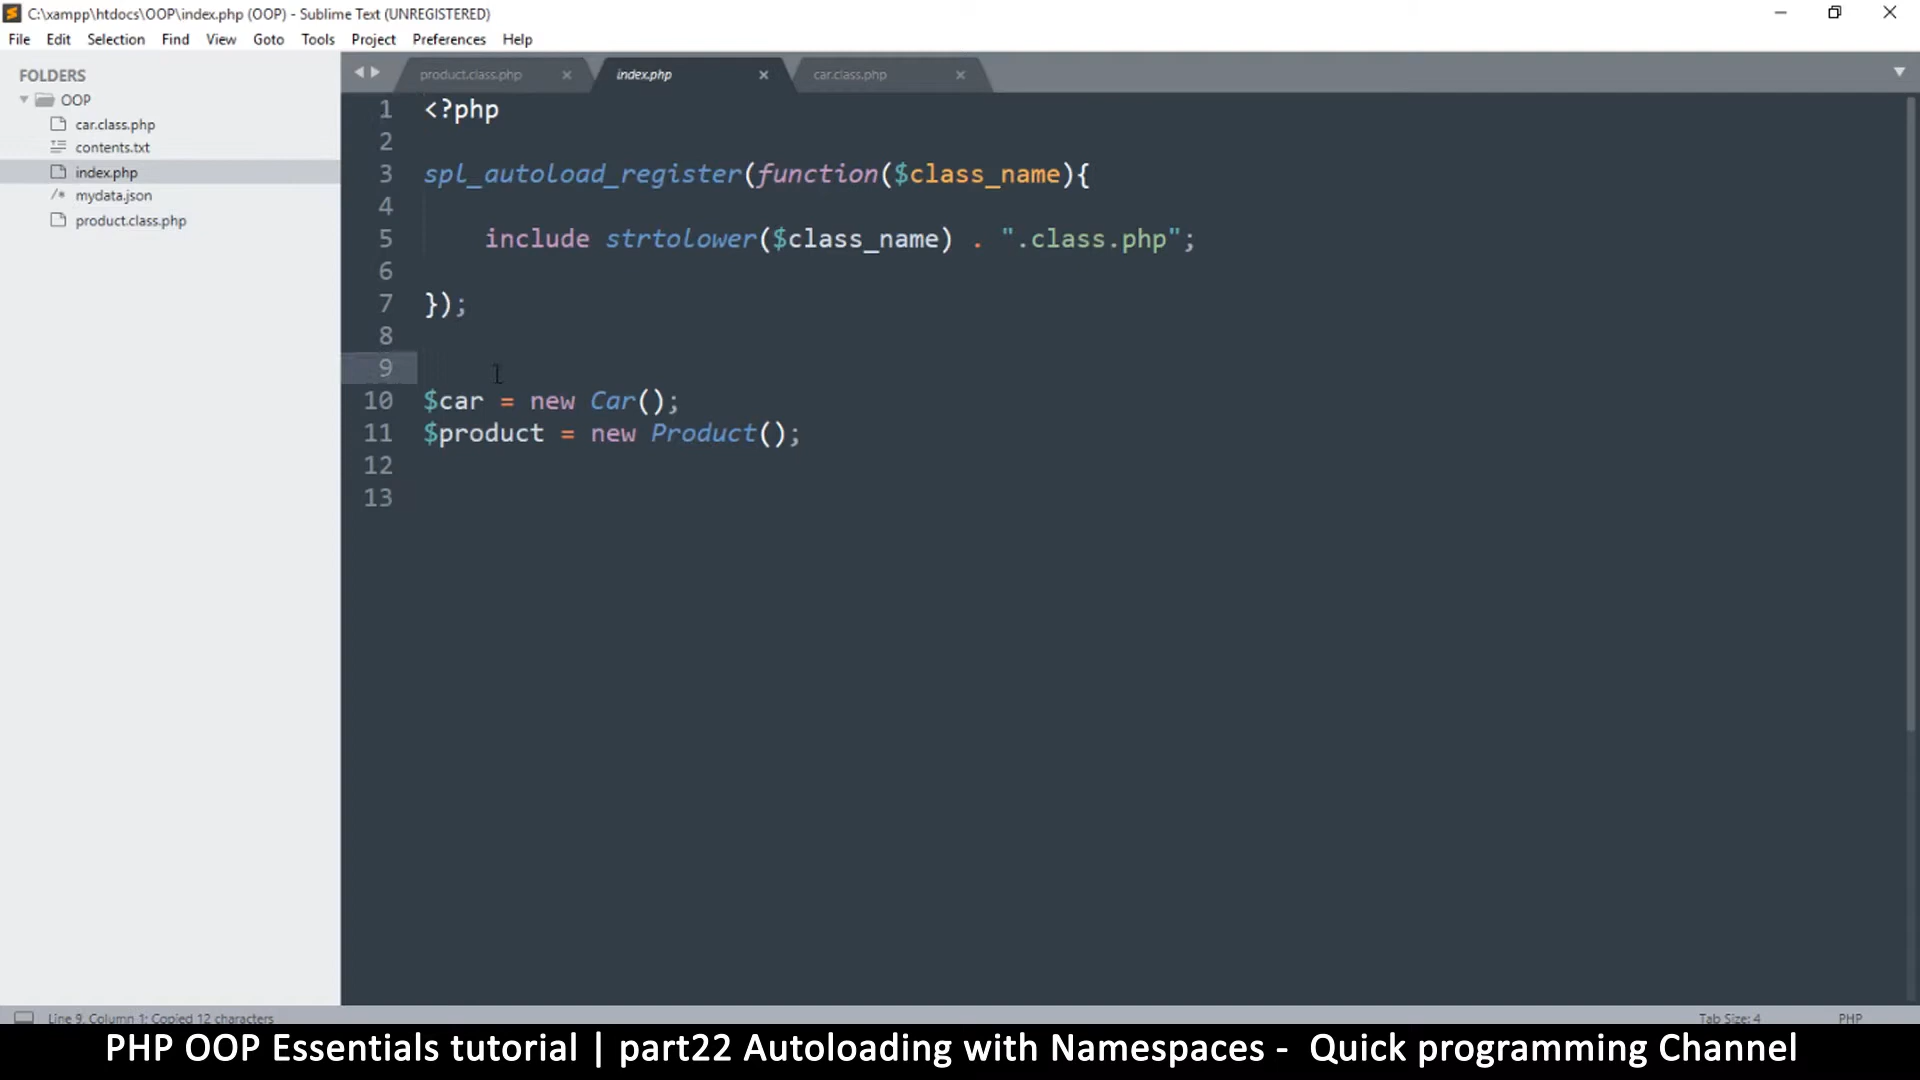 C:\xampp\htdocs\OOP\index.php (OOP) - Sublime Text (UNREGISTERED)
File Edit Selection Find View Goto Tools Project Preferences Help
FOLDERS
OOP
car.class.php
contents.txt
index.php
mydata.json
product.class.php
product.class.php index.php car.class.php
1 <?php
2
3 spl_autoload_register(function($class_name){
4
5 include strtolower($class_name) . ".class.php";
6
7 });
8
9
10 $car = new Car();
11 $product = new Product();
12
13
Line 9, Column 1: Copied 12 characters Tab Size: 4 PHP
PHP OOP Essentials tutorial | part22 Autoloading with Namespaces - Quick programming Channel